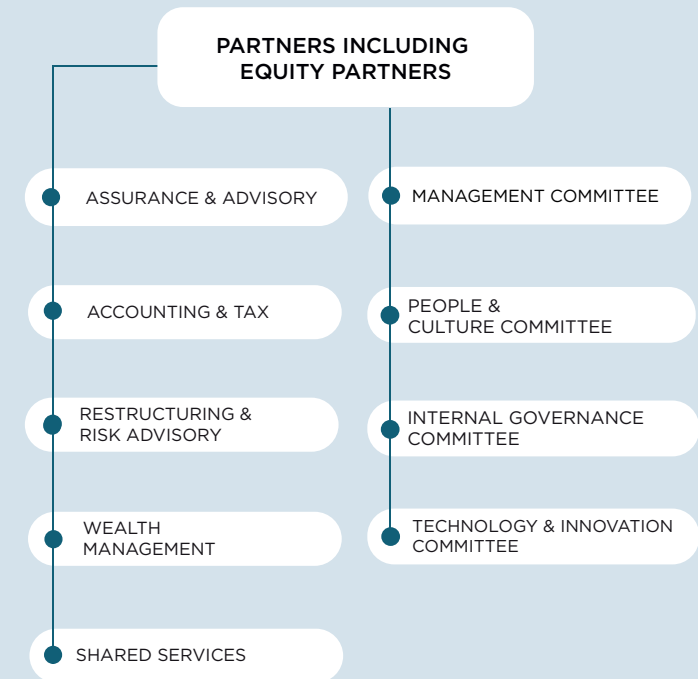 PARTNERS INCLUDING
EQUITY PARTNERS
ASSURANCE & ADVISORY
ACCOUNTING & TAX
RESTRUCTURING &
RISK ADVISORY
WEALTH
MANAGEMENT
SHARED SERVICES
MANAGEMENT COMMITTEE
PEOPLE &
CULTURE COMMITTEE
INTERNAL GOVERNANCE
COMMITTEE
TECHNOLOGY & INNOVATION
COMMITTEE